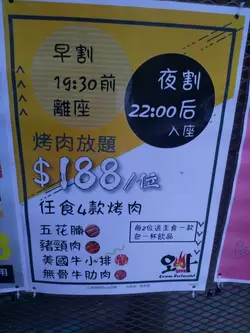 早割
19:30前
離座
夜割
22:00后
入座
烤肉放題
$188/位
任食4款烤肉
五花腩
豬頸肉
美國牛小排
無骨牛肋肉
每2位送主食一款
包一杯飲品